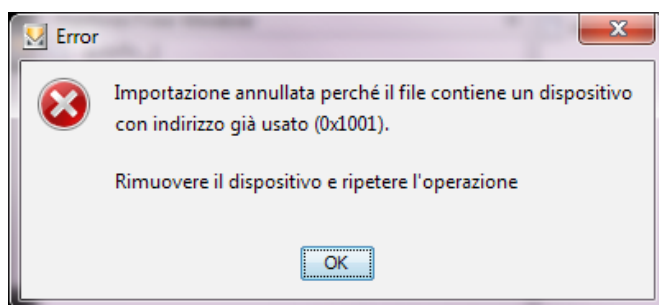 Error
Importazione annullata perché il file contiene un dispositivo
con indirizzo già usato (0x1001).
Rimuovere il dispositivo e ripetere l'operazione
OK